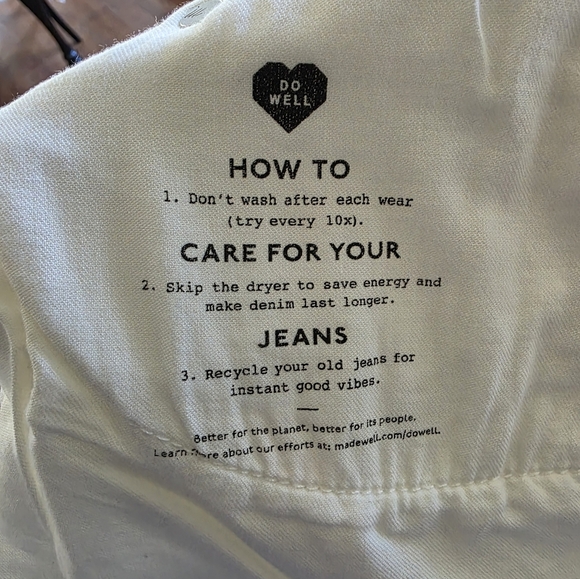 DO
WELL
HOW TO
1. Don't wash after each wear
(try every 10x).
CARE FOR YOUR
2. Skip the dryer to save energy and
make denim last longer.
JEANS
3. Recycle your old jeans for
instant good vibes.
Better for the planet, better for its people.
Learn more about our efforts at: madewell.com/dowell.